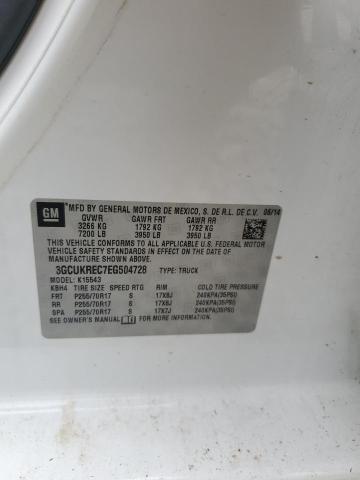 GM
MFD BY GENERAL MOTORS DE MEXICO, S. DE R.L. DE C.V. 06/14
GVWR GAWR FRT GAWR RR
3266 KG 1792 KG 1792 KG
7200 LB 3950 LB 3950 LB
THIS VEHICLE CONFORMS TO ALL APPLICABLE U.S. FEDERAL MOTOR
VEHICLE SAFETY STANDARDS IN EFFECT ON THE DATE OF
MANUFACTURE SHOWN ABOVE.
3GCUKREC7EG504728 TYPE: TRUCK
MODEL: K15543
KBH4 TIRE SIZE SPEED RTG RIM COLD TIRE PRESSURE
FRT P255/70R17 S 17X8J 240KPA(35PSI)
RR P255/70R17 S 17X8J 240KPA(35PSI)
SPA P255/70R17 S 17X7J 240KPA(35PSI)
SEE OWNER'S MANUAL